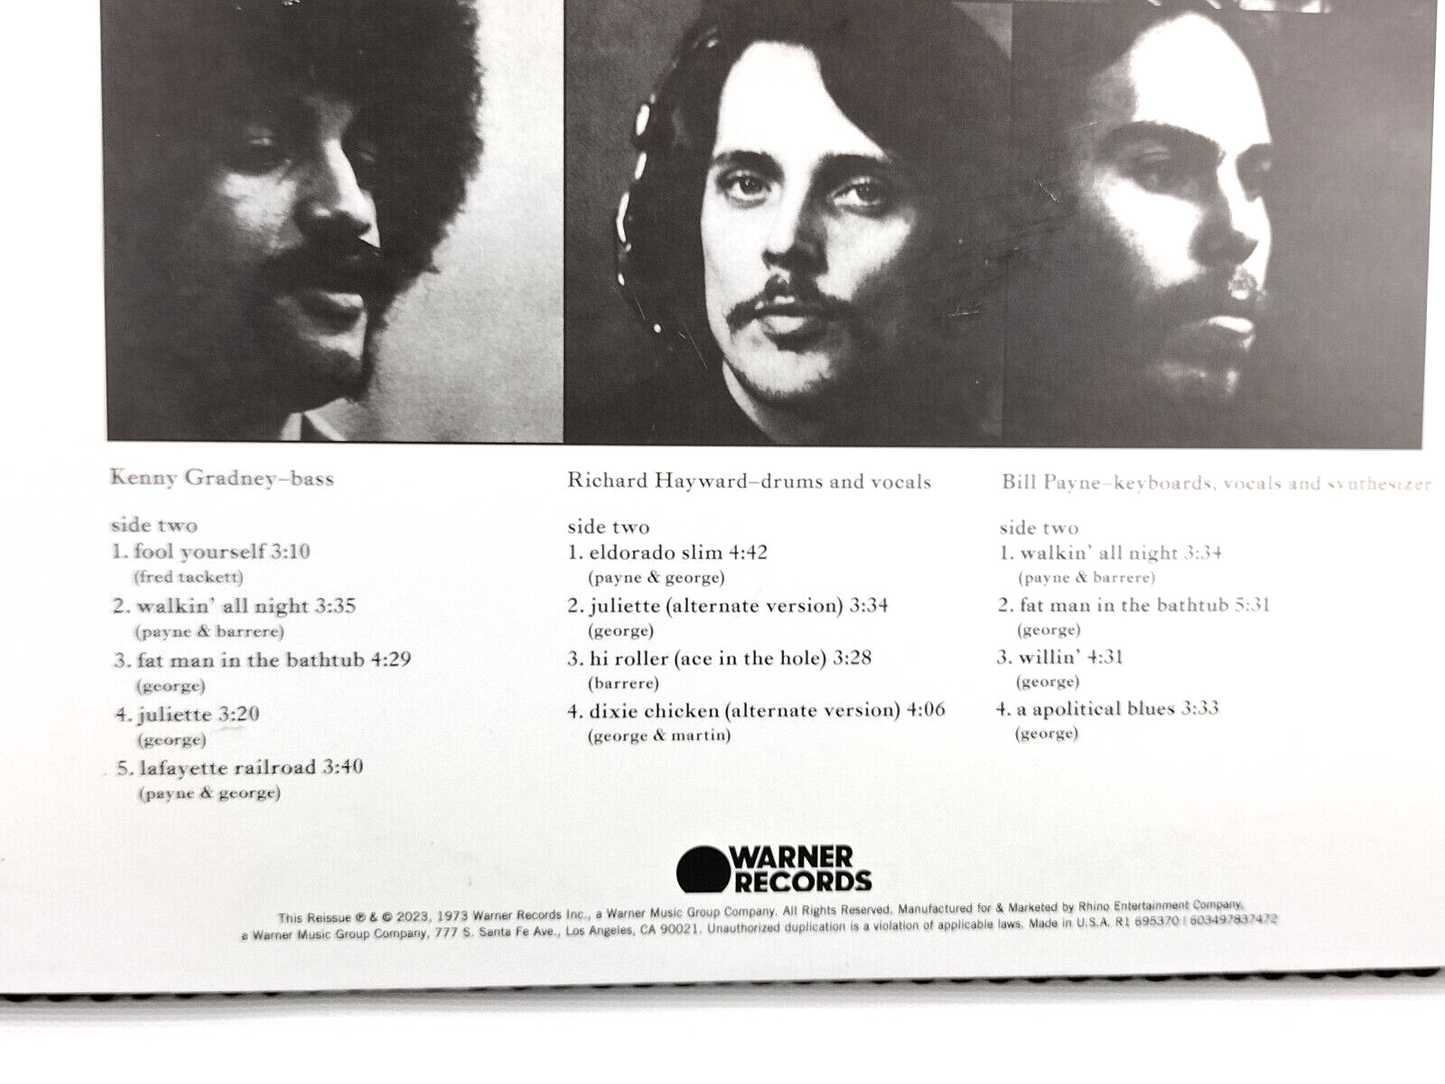 Kenny Gradney–bass
side two
1. fool yourself 3:10
(fred tackett)
2. walkin' all night 3:35
(payne & barrere)
3. fat man in the bathtub 4:29
(george)
4. juliette 3:20
(george)
5. lafayette railroad 3:40
(payne & george)
Richard Hayward–drums and vocals
side two
1. eldorado slim 4:42
(payne & george)
2. juliette (alternate version) 3:34
(george)
3. hi roller (ace in the hole) 3:28
(barrere)
4. dixie chicken (alternate version) 4:06
(george & martin)
Bill Payne–keyboards, vocals and synthesizer
side two
1. walkin' all night 3:34
(payne & barrere)
2. fat man in the bathtub 5:31
(george)
3. willin' 4:31
(george)
4. a apolitical blues 3:33
(george)
WARNER
RECORDS
This Reissue ℗ & © 2023, 1973 Warner Records Inc., a Warner Music Group Company. All Rights Reserved. Manufactured for & Marketed by Rhino Entertainment Company,
a Warner Music Group Company, 777 S. Santa Fe Ave., Los Angeles, CA 90021. Unauthorized duplication is a violation of applicable laws. Made in U.S.A. R1 695370 | 603497837472